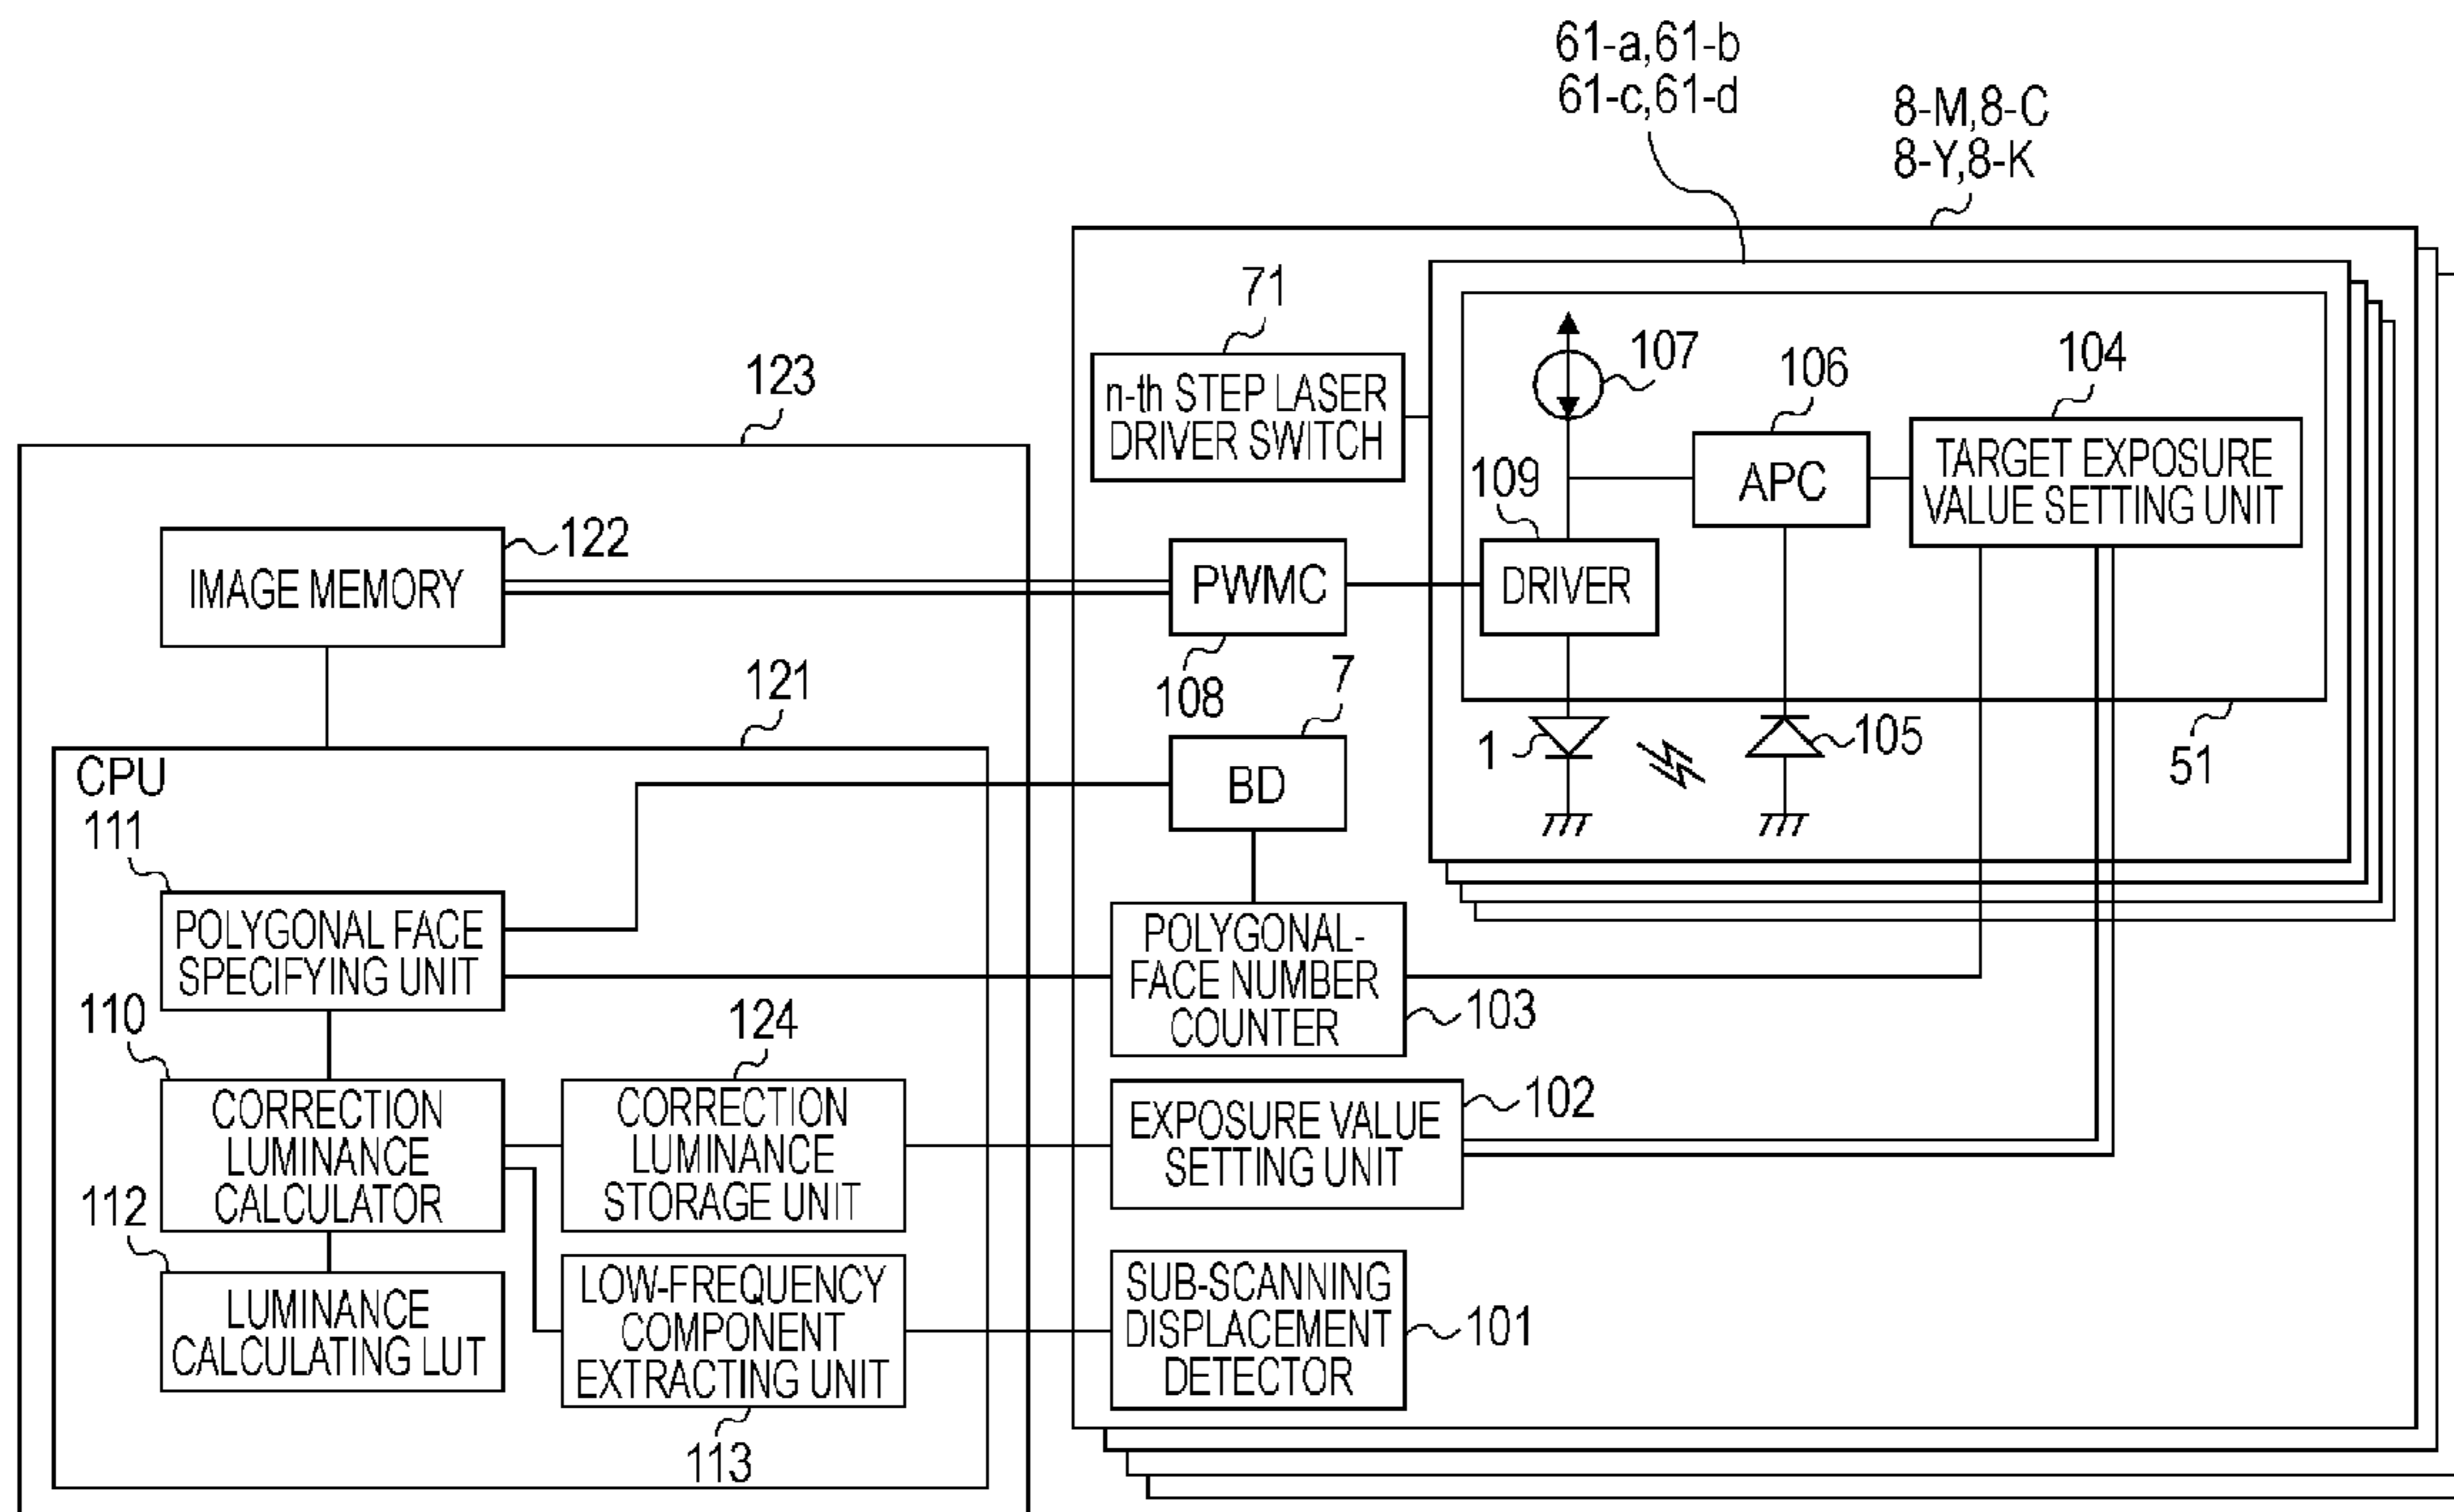 61-a,61-b
61-c,61-d
8-M,8-C
8-Y,8-K
71
n-th STEP LASER
DRIVER SWITCH
107
106
104
APC
TARGET EXPOSURE
VALUE SETTING UNIT
109
DRIVER
123
122
IMAGE MEMORY
PWMC
108
7
BD
1
105
51
121
CPU
111
POLYGONAL FACE
SPECIFYING UNIT
POLYGONAL-
FACE NUMBER
COUNTER
103
110
CORRECTION
LUMINANCE
CALCULATOR
124
CORRECTION
LUMINANCE
STORAGE UNIT
EXPOSURE VALUE
SETTING UNIT
102
112
LUMINANCE
CALCULATING LUT
LOW-FREQUENCY
COMPONENT
EXTRACTING UNIT
113
SUB-SCANNING
DISPLACEMENT
DETECTOR
101